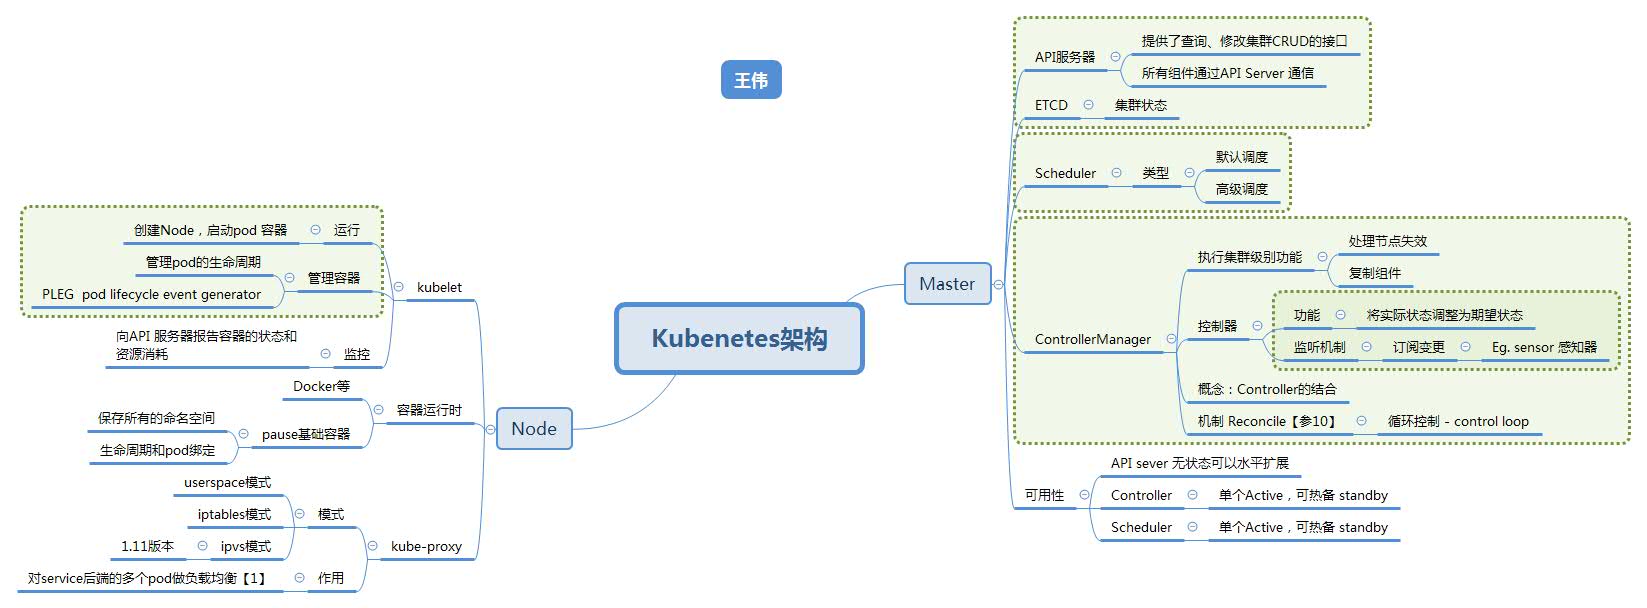 王伟
Kubenetes架构
Master
API服务器
提供了查询、修改集群CRUD的接口
所有组件通过API Server 通信
ETCD
集群状态
Scheduler
类型
默认调度
高级调度
ControllerManager
执行集群级别功能
处理节点失效
复制组件
控制器
功能
将实际状态调整为期望状态
监听机制
订阅变更
Eg. sensor 感知器
概念：Controller的结合
机制 Reconcile【参10】
循环控制 - control loop
可用性
API sever 无状态可以水平扩展
Controller
单个Active，可热备 standby
Scheduler
单个Active，可热备 standby
Node
kubelet
运行
创建Node，启动pod 容器
管理容器
管理pod的生命周期
PLEG  pod lifecycle event generator
监控
向API 服务器报告容器的状态和
资源消耗
容器运行时
Docker等
pause基础容器
保存所有的命名空间
生命周期和pod绑定
kube-proxy
模式
userspace模式
iptables模式
ipvs模式
1.11版本
作用
对service后端的多个pod做负载均衡【1】